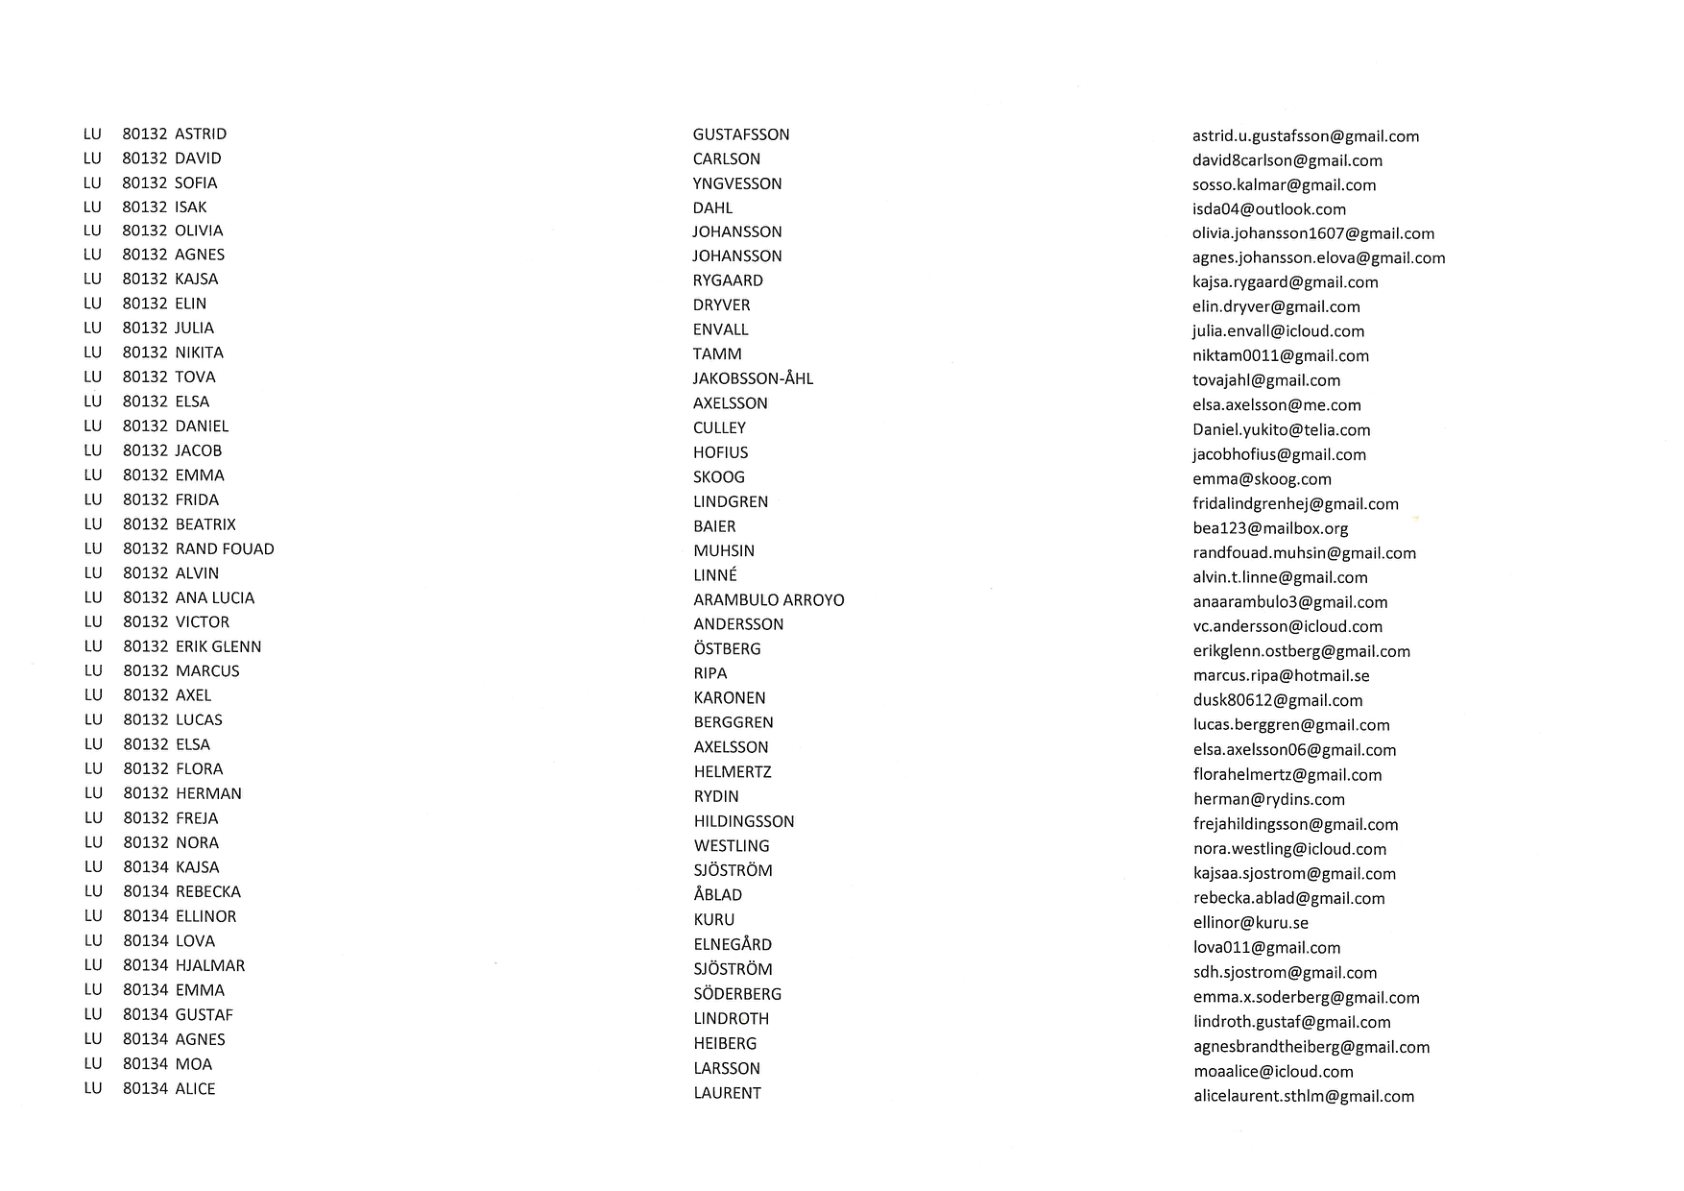 LU 80132 ASTRID GUSTAFSSON astrid.u.gustafsson@gmail.com
LU 80132 DAVID CARLSON david8carlson@gmail.com
LU 80132 SOFIA YNGVESSON sosso.kalmar@gmail.com
LU 80132 ISAK DAHL isda04@outlook.com
LU 80132 OLIVIA JOHANSSON olivia.johansson1607@gmail.com
LU 80132 AGNES JOHANSSON agnes.johansson.elova@gmail.com
LU 80132 KAJSA RYGAARD kajsa.rygaard@gmail.com
LU 80132 ELIN DRYVER elin.dryver@gmail.com
LU 80132 JULIA ENVALL julia.envall@icloud.com
LU 80132 NIKITA TAMM niktam0011@gmail.com
LU 80132 TOVA JAKOBSSON-ÅHL tovajahl@gmail.com
LU 80132 ELSA AXELSSON elsa.axelsson@me.com
LU 80132 DANIEL CULLEY Daniel.yukito@telia.com
LU 80132 JACOB HOFIUS jacobhofius@gmail.com
LU 80132 EMMA SKOOG emma@skoog.com
LU 80132 FRIDA LINDGREN fridalindgrenhej@gmail.com
LU 80132 BEATRIX BAIER bea123@mailbox.org
LU 80132 RAND FOUAD MUHSIN randfouad.muhsin@gmail.com
LU 80132 ALVIN LINNÉ alvin.t.linne@gmail.com
LU 80132 ANA LUCIA ARAMBULO ARROYO anaarambulo3@gmail.com
LU 80132 VICTOR ANDERSSON vc.andersson@icloud.com
LU 80132 ERIK GLENN ÖSTBERG erikglenn.ostberg@gmail.com
LU 80132 MARCUS RIPA marcus.ripa@hotmail.se
LU 80132 AXEL KARONEN dusk80612@gmail.com
LU 80132 LUCAS BERGGREN lucas.berggren@gmail.com
LU 80132 ELSA AXELSSON elsa.axelsson06@gmail.com
LU 80132 FLORA HELMERTZ florahelmertz@gmail.com
LU 80132 HERMAN RYDIN herman@rydins.com
LU 80132 FREJA HILDINGSSON frejahildingsson@gmail.com
LU 80132 NORA WESTLING nora.westling@icloud.com
LU 80134 KAJSA SJÖSTRÖM kajsaa.sjostrom@gmail.com
LU 80134 REBECKA ÅBLAD rebecka.ablad@gmail.com
LU 80134 ELLINOR KURU ellinor@kuru.se
LU 80134 LOVA ELNEGÅRD lova011@gmail.com
LU 80134 HJALMAR SJÖSTRÖM sdh.sjostrom@gmail.com
LU 80134 EMMA SÖDERBERG emma.x.soderberg@gmail.com
LU 80134 GUSTAF LINDROTH lindroth.gustaf@gmail.com
LU 80134 AGNES HEIBERG agnesbrandtheiberg@gmail.com
LU 80134 MOA LARSSON moaalice@icloud.com
LU 80134 ALICE LAURENT alicelaurent.sthlm@gmail.com